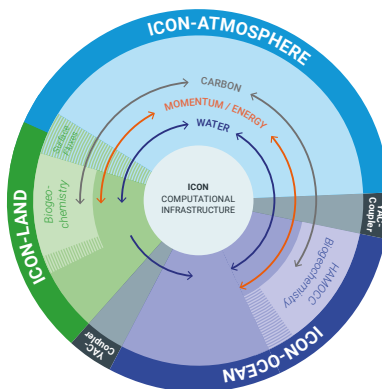 ICON-ATMOSPHERE
CARBON
MOMENTUM / ENERGY
WATER
Surface
Fluxes
Biogeo-
chemistry
ICON-LAND
ICON
COMPUTATIONAL
INFRASTRUCTURE
YAC-
Coupler
HAMOCC
Biogeochemistry
YAC-
Coupler
ICON-OCEAN